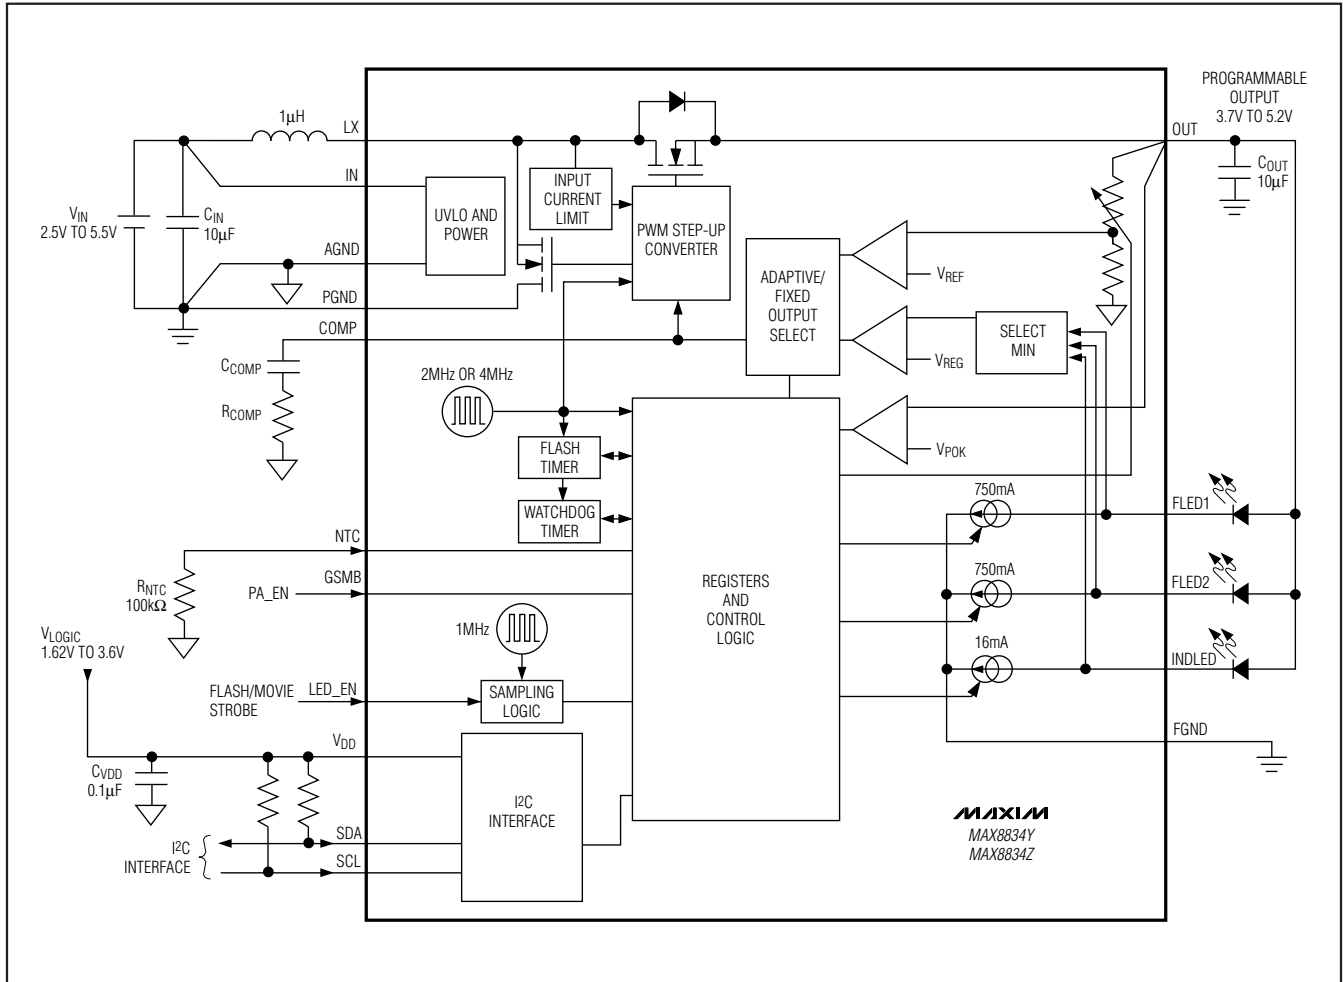 PROGRAMMABLE
OUTPUT
3.7V TO 5.2V
1µH
LX
OUT
COUT
10µF
IN
INPUT
CURRENT
LIMIT
UVLO AND
POWER
PWM STEP-UP
CONVERTER
VIN
2.5V TO 5.5V
CIN
10µF
AGND
ADAPTIVE/
FIXED
OUTPUT
SELECT
VREF
PGND
COMP
SELECT
MIN
VREG
CCOMP
2MHz OR 4MHz
RCOMP
FLASH
TIMER
VPOK
WATCHDOG
TIMER
750mA
FLED1
NTC
RNTC
100kΩ
GSMB
PA_EN
REGISTERS
AND
CONTROL
LOGIC
750mA
FLED2
VLOGIC
1.62V TO 3.6V
1MHz
16mA
INDLED
FLASH/MOVIE
STROBE
LED_EN
SAMPLING
LOGIC
VDD
FGND
CVDD
0.1µF
I2C
INTERFACE
MAXIM
MAX8834Y
MAX8834Z
SDA
I2C
INTERFACE
SCL